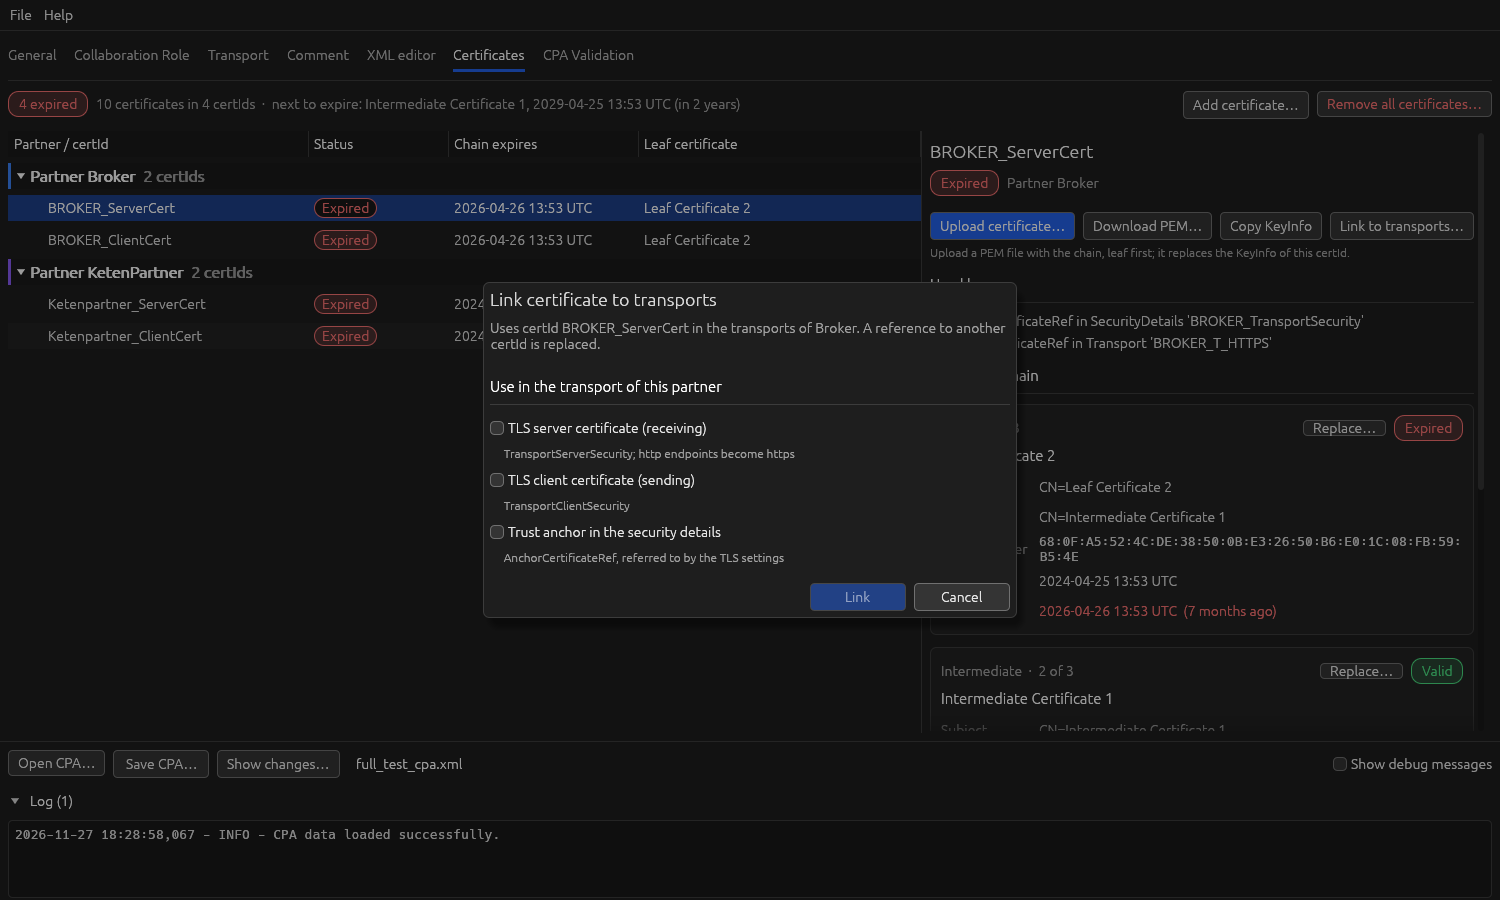 File Help
General Collaboration Role Transport Comment XML editor Certificates CPA Validation
4 expired 10 certificates in 4 certIds · next to expire: Intermediate Certificate 1, 2029-04-25 13:53 UTC (in 2 years)
Add certificate... Remove all certificates...
Partner / certId Status Chain expires Leaf certificate
Partner Broker 2 certIds
BROKER_ServerCert Expired 2026-04-26 13:53 UTC Leaf Certificate 2
BROKER_ClientCert Expired 2026-04-26 13:53 UTC Leaf Certificate 2
Partner KetenPartner 2 certIds
Ketenpartner_ServerCert Expired 2024
Ketenpartner_ClientCert Expired 2024
BROKER_ServerCert
Expired Partner Broker
Upload certificate... Download PEM... Copy KeyInfo Link to transports...
Upload a PEM file with the chain, leaf first; it replaces the KeyInfo of this certId.
ficateRef in SecurityDetails 'BROKER_TransportSecurity'
icateRef in Transport 'BROKER_T_HTTPS'
ain
Replace... Expired
cate 2
CN=Leaf Certificate 2
CN=Intermediate Certificate 1
er 68:0F:A5:52:4C:DE:38:50:0B:E3:26:50:B6:E0:1C:08:FB:59:
B5:4E
2024-04-25 13:53 UTC
2026-04-26 13:53 UTC (7 months ago)
Intermediate · 2 of 3 Replace... Valid
Intermediate Certificate 1
Subject CN=Intermediate Certificate 1
Link certificate to transports
Uses certId BROKER_ServerCert in the transports of Broker. A reference to another
certId is replaced.
Use in the transport of this partner
TLS server certificate (receiving)
TransportServerSecurity; http endpoints become https
TLS client certificate (sending)
TransportClientSecurity
Trust anchor in the security details
AnchorCertificateRef, referred to by the TLS settings
Link Cancel
Open CPA... Save CPA... Show changes... full_test_cpa.xml Show debug messages
Log (1)
2026-11-27 18:28:58,067 - INFO - CPA data loaded successfully.